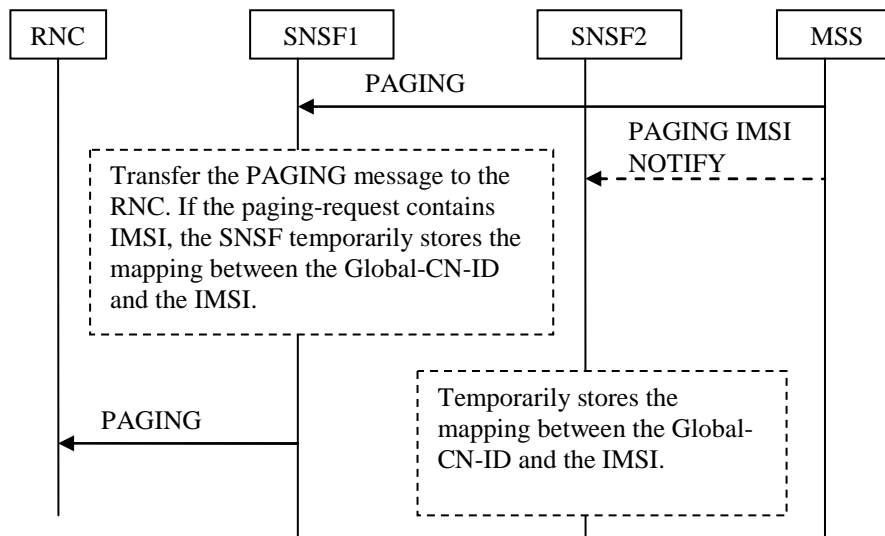 RNC
SNSF1
SNSF2
MSS
PAGING
PAGING IMSI
NOTIFY
Transfer the PAGING message to the
RNC. If the paging-request contains
IMSI, the SNSF temporarily stores the
mapping between the Global-CN-ID
and the IMSI.
Temporarily stores the
mapping between the Global-
CN-ID and the IMSI.
PAGING